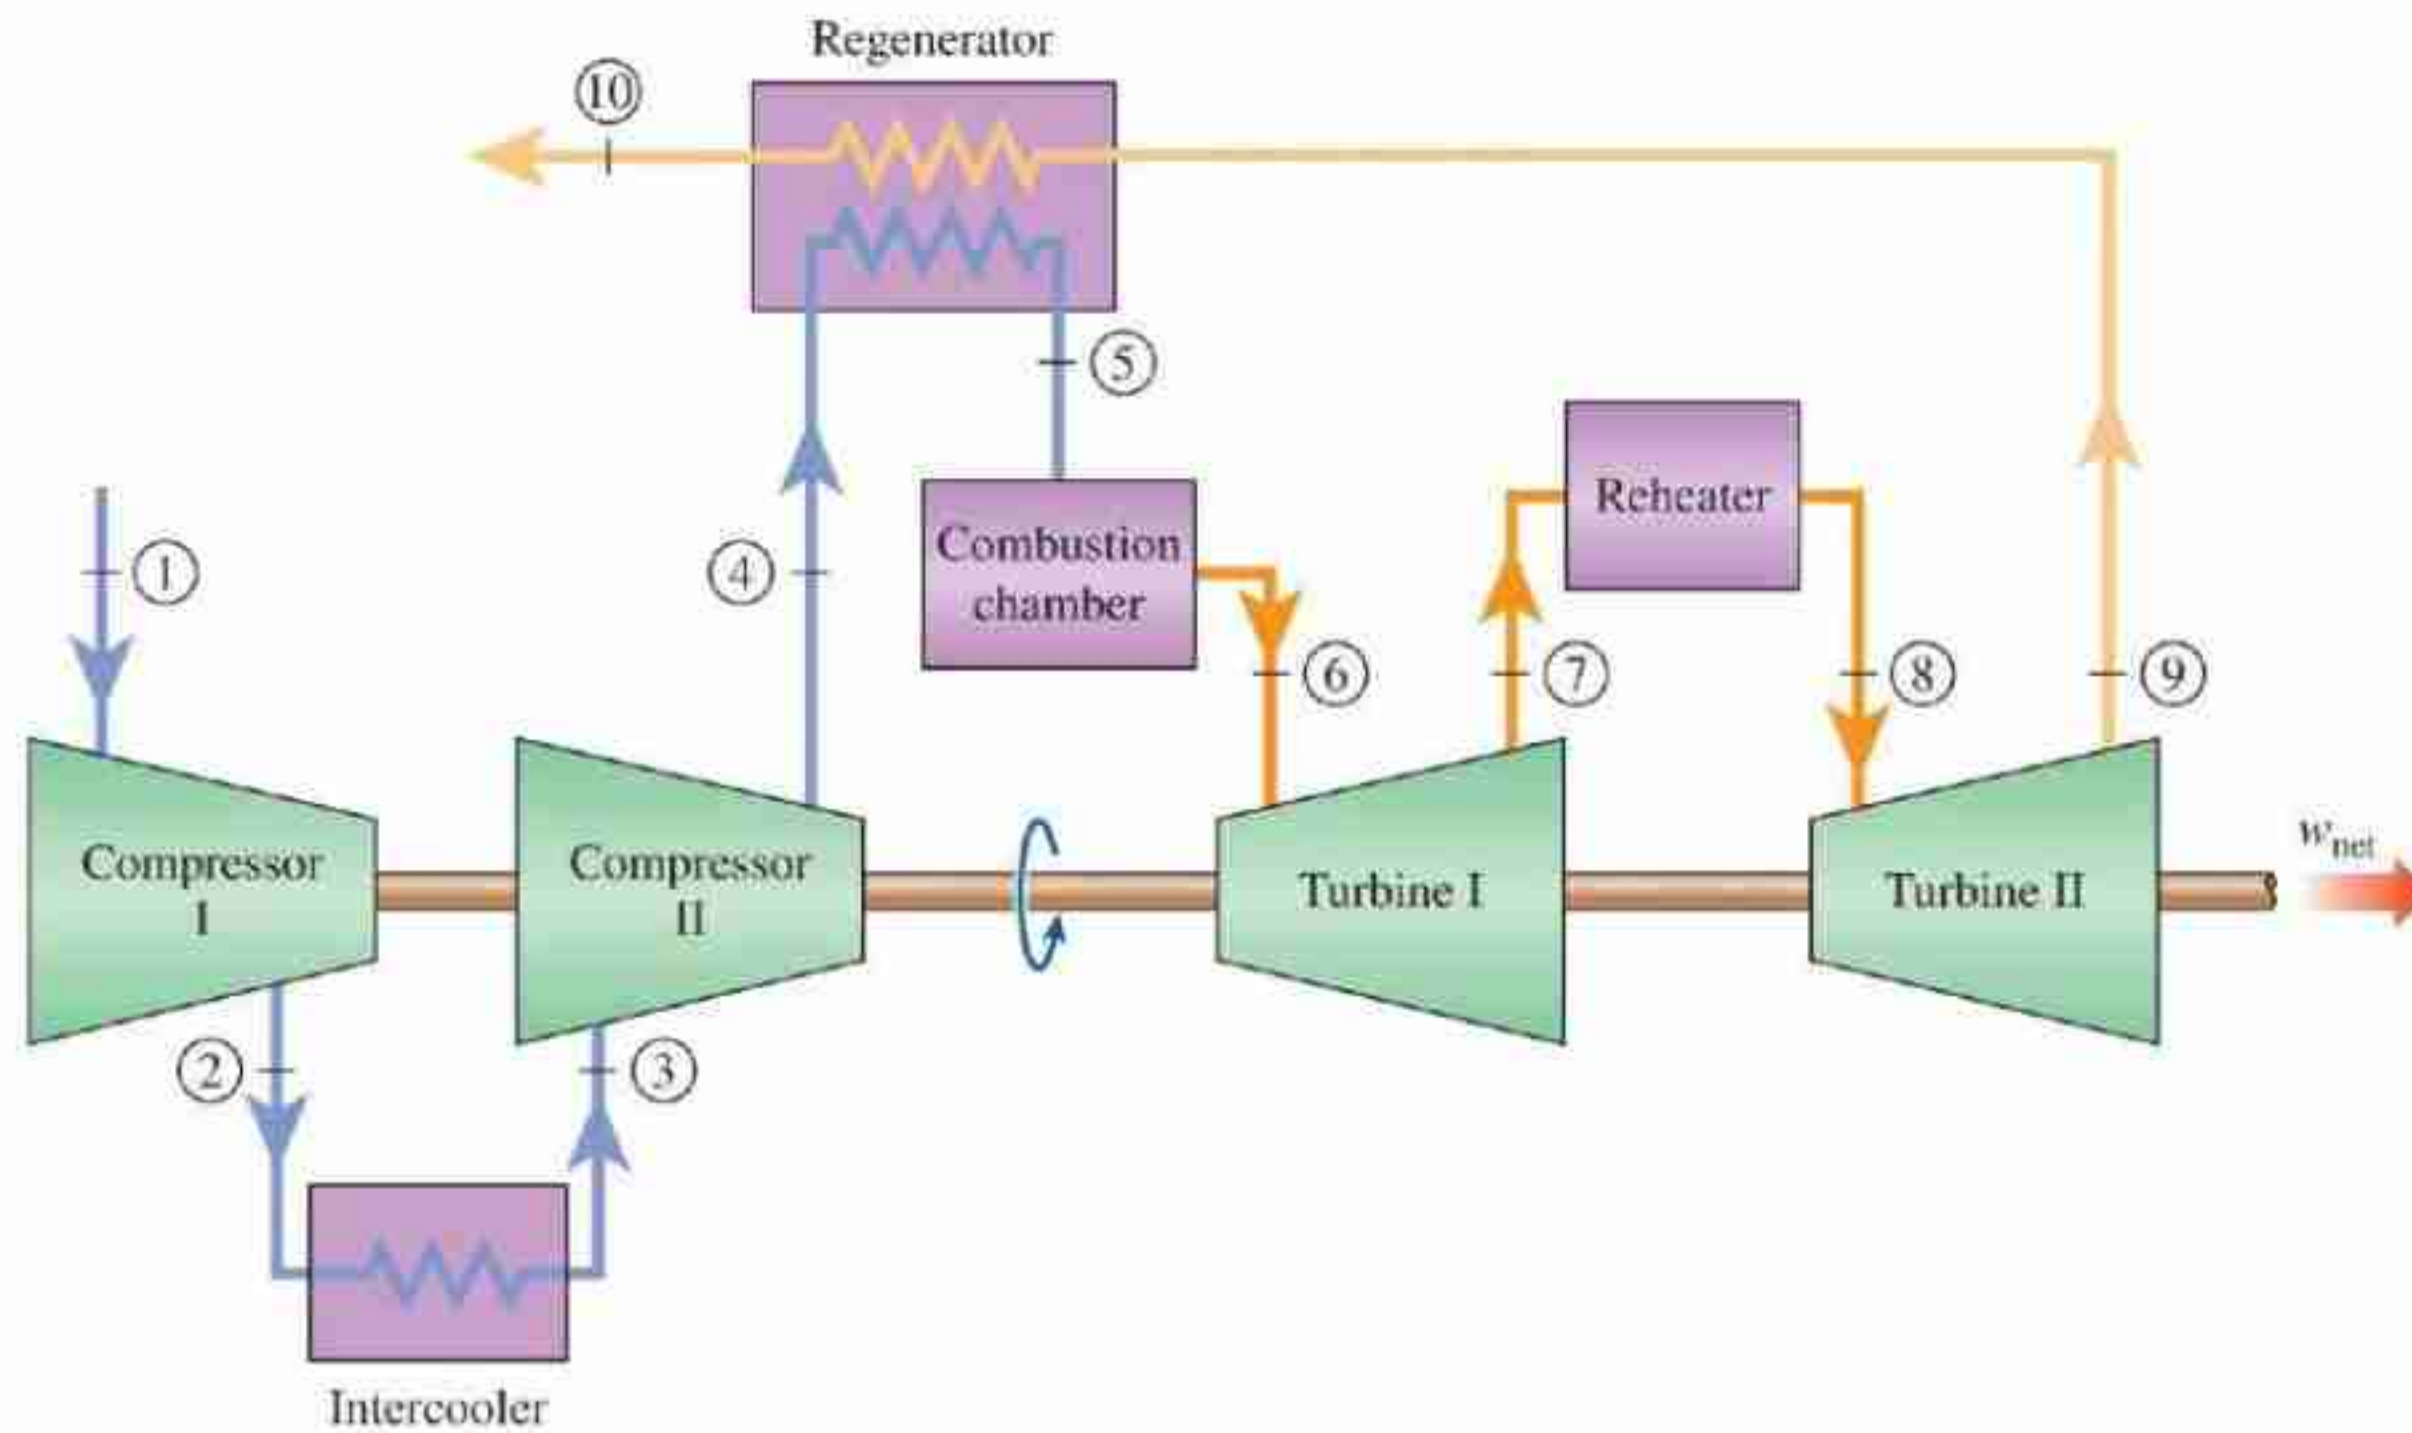 Regenerator
10
5
Reheater
Combustion
chamber
1
4
6
7
8
9
Compressor
I
Compressor
II
Turbine I
Turbine II
wnet
2
3
Intercooler